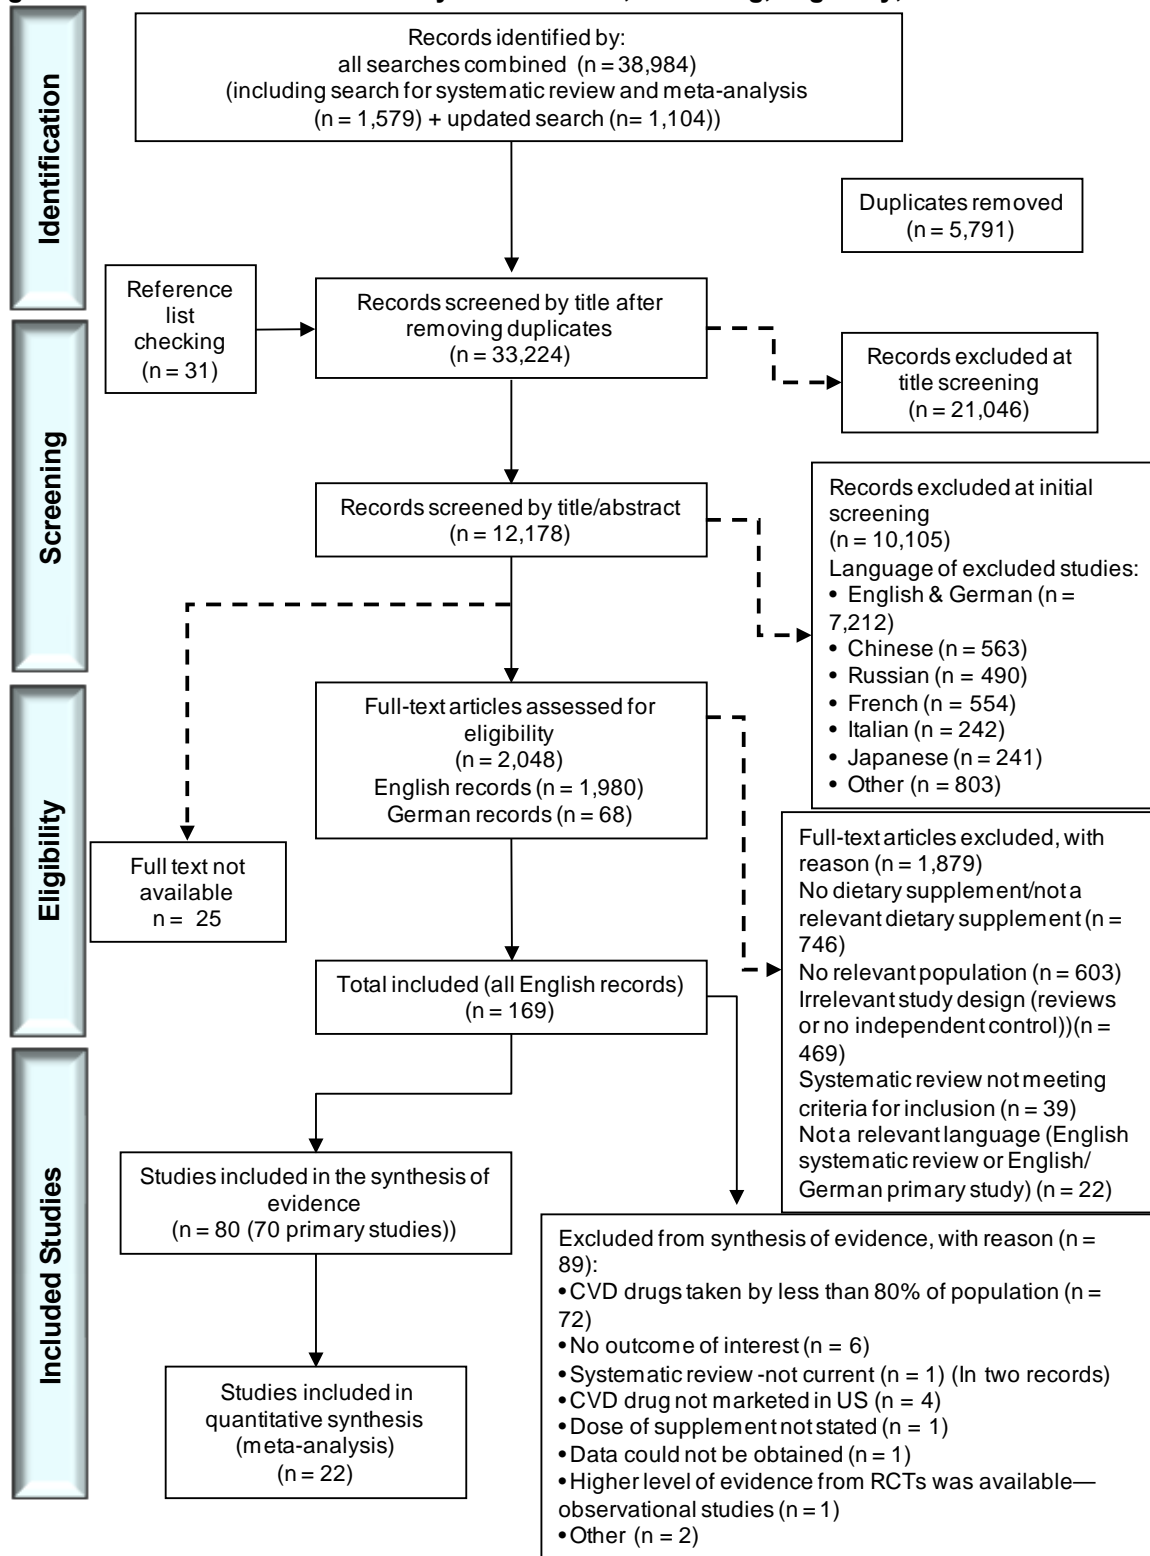 Identification
Records identified by:
all searches combined (n = 38,984)
(including search for systematic review and meta-analysis
(n = 1,579) + updated search (n= 1,104))
Duplicates removed
(n = 5,791)
Reference
list
checking
(n = 31)
Records screened by title after
removing duplicates
(n = 33,224)
Records excluded at
title screening
(n = 21,046)
Screening
Records screened by title/abstract
(n = 12,178)
Records excluded at initial
screening
(n = 10,105)
Language of excluded studies:
• English & German (n =
7,212)
• Chinese (n = 563)
• Russian (n = 490)
• French (n = 554)
• Italian (n = 242)
• Japanese (n = 241)
• Other (n = 803)
Eligibility
Full-text articles assessed for
eligibility
(n = 2,048)
English records (n = 1,980)
German records (n = 68)
Full text not
available
n = 25
Full-text articles excluded, with
reason (n = 1,879)
No dietary supplement/not a
relevant dietary supplement (n =
746)
No relevant population (n = 603)
Irrelevant study design (reviews
or no independent control))(n =
469)
Systematic review not meeting
criteria for inclusion (n = 39)
Not a relevant language (English
systematic review or English/
German primary study) (n = 22)
Total included (all English records)
(n = 169)
Included Studies
Studies included in the synthesis of
evidence
(n = 80 (70 primary studies))
Excluded from synthesis of evidence, with reason (n =
89):
•CVD drugs taken by less than 80% of population (n =
72)
•No outcome of interest (n = 6)
•Systematic review -not current (n = 1) (In two records)
•CVD drug not marketed in US (n = 4)
•Dose of supplement not stated (n = 1)
•Data could not be obtained (n = 1)
•Higher level of evidence from RCTs was available—
observational studies (n = 1)
•Other (n = 2)
Studies included in
quantitative synthesis
(meta-analysis)
(n = 22)